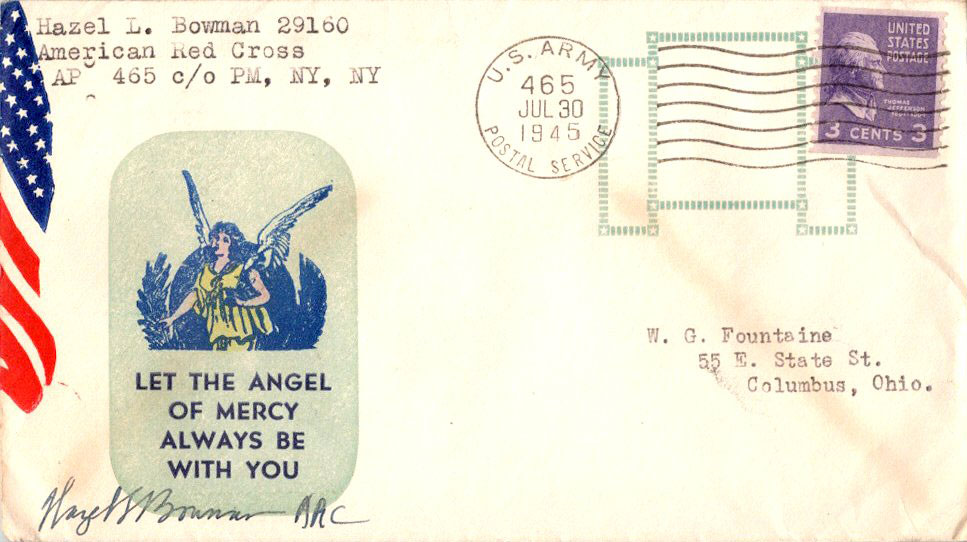 Hazel L. Bowman 29160
American Red Cross
AP 465 c/o PM, NY, NY
U.S. ARMY
465
JUL 30
1945
POSTAL SERVICE
UNITED
STATES
POSTAGE
THOMAS
JEFFERSON
3 CENTS 3
W. G. Fountaine
55 E. State St.
Columbus, Ohio.
LET THE ANGEL
OF MERCY
ALWAYS BE
WITH YOU
Hazel L Bowman ARC